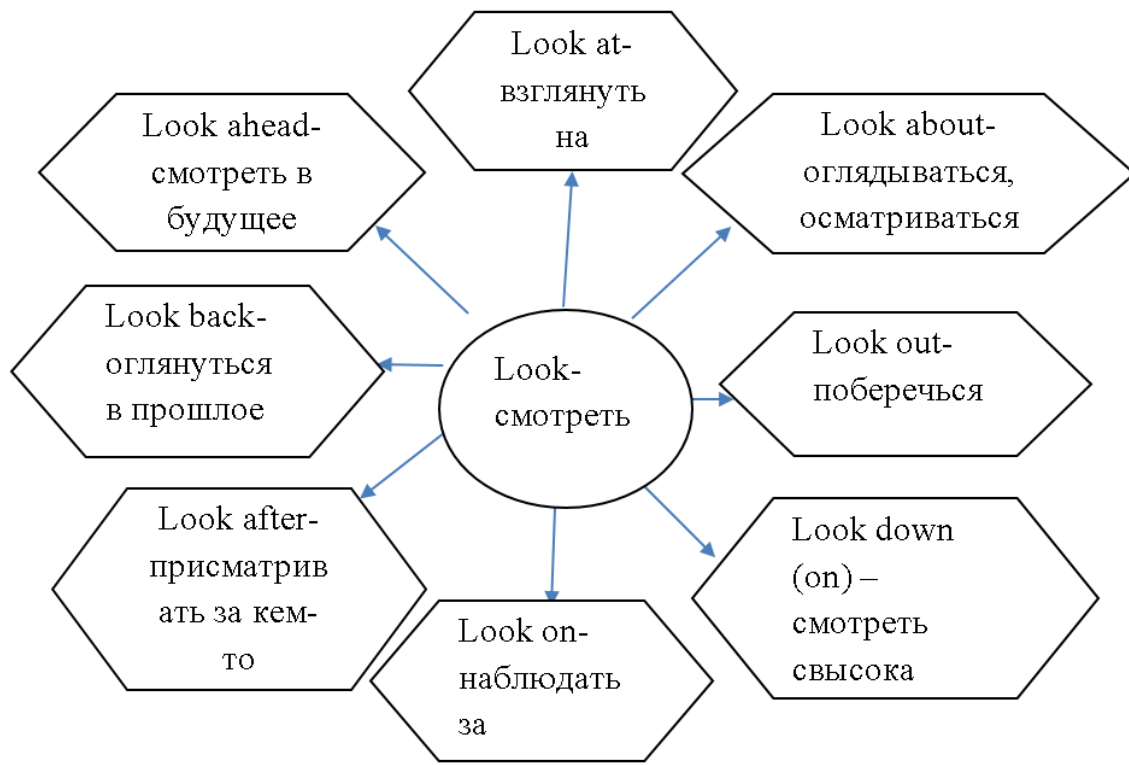 Look at-
взглянуть
на
Look ahead-
смотреть в
будущее
Look about-
оглядываться,
осматриваться
Look back-
оглянуться
в прошлое
Look-
смотреть
Look out-
поберечься
Look after-
присматрив
ать за кем-
то
Look on-
наблюдать
за
Look down
(on) –
смотреть
свысока